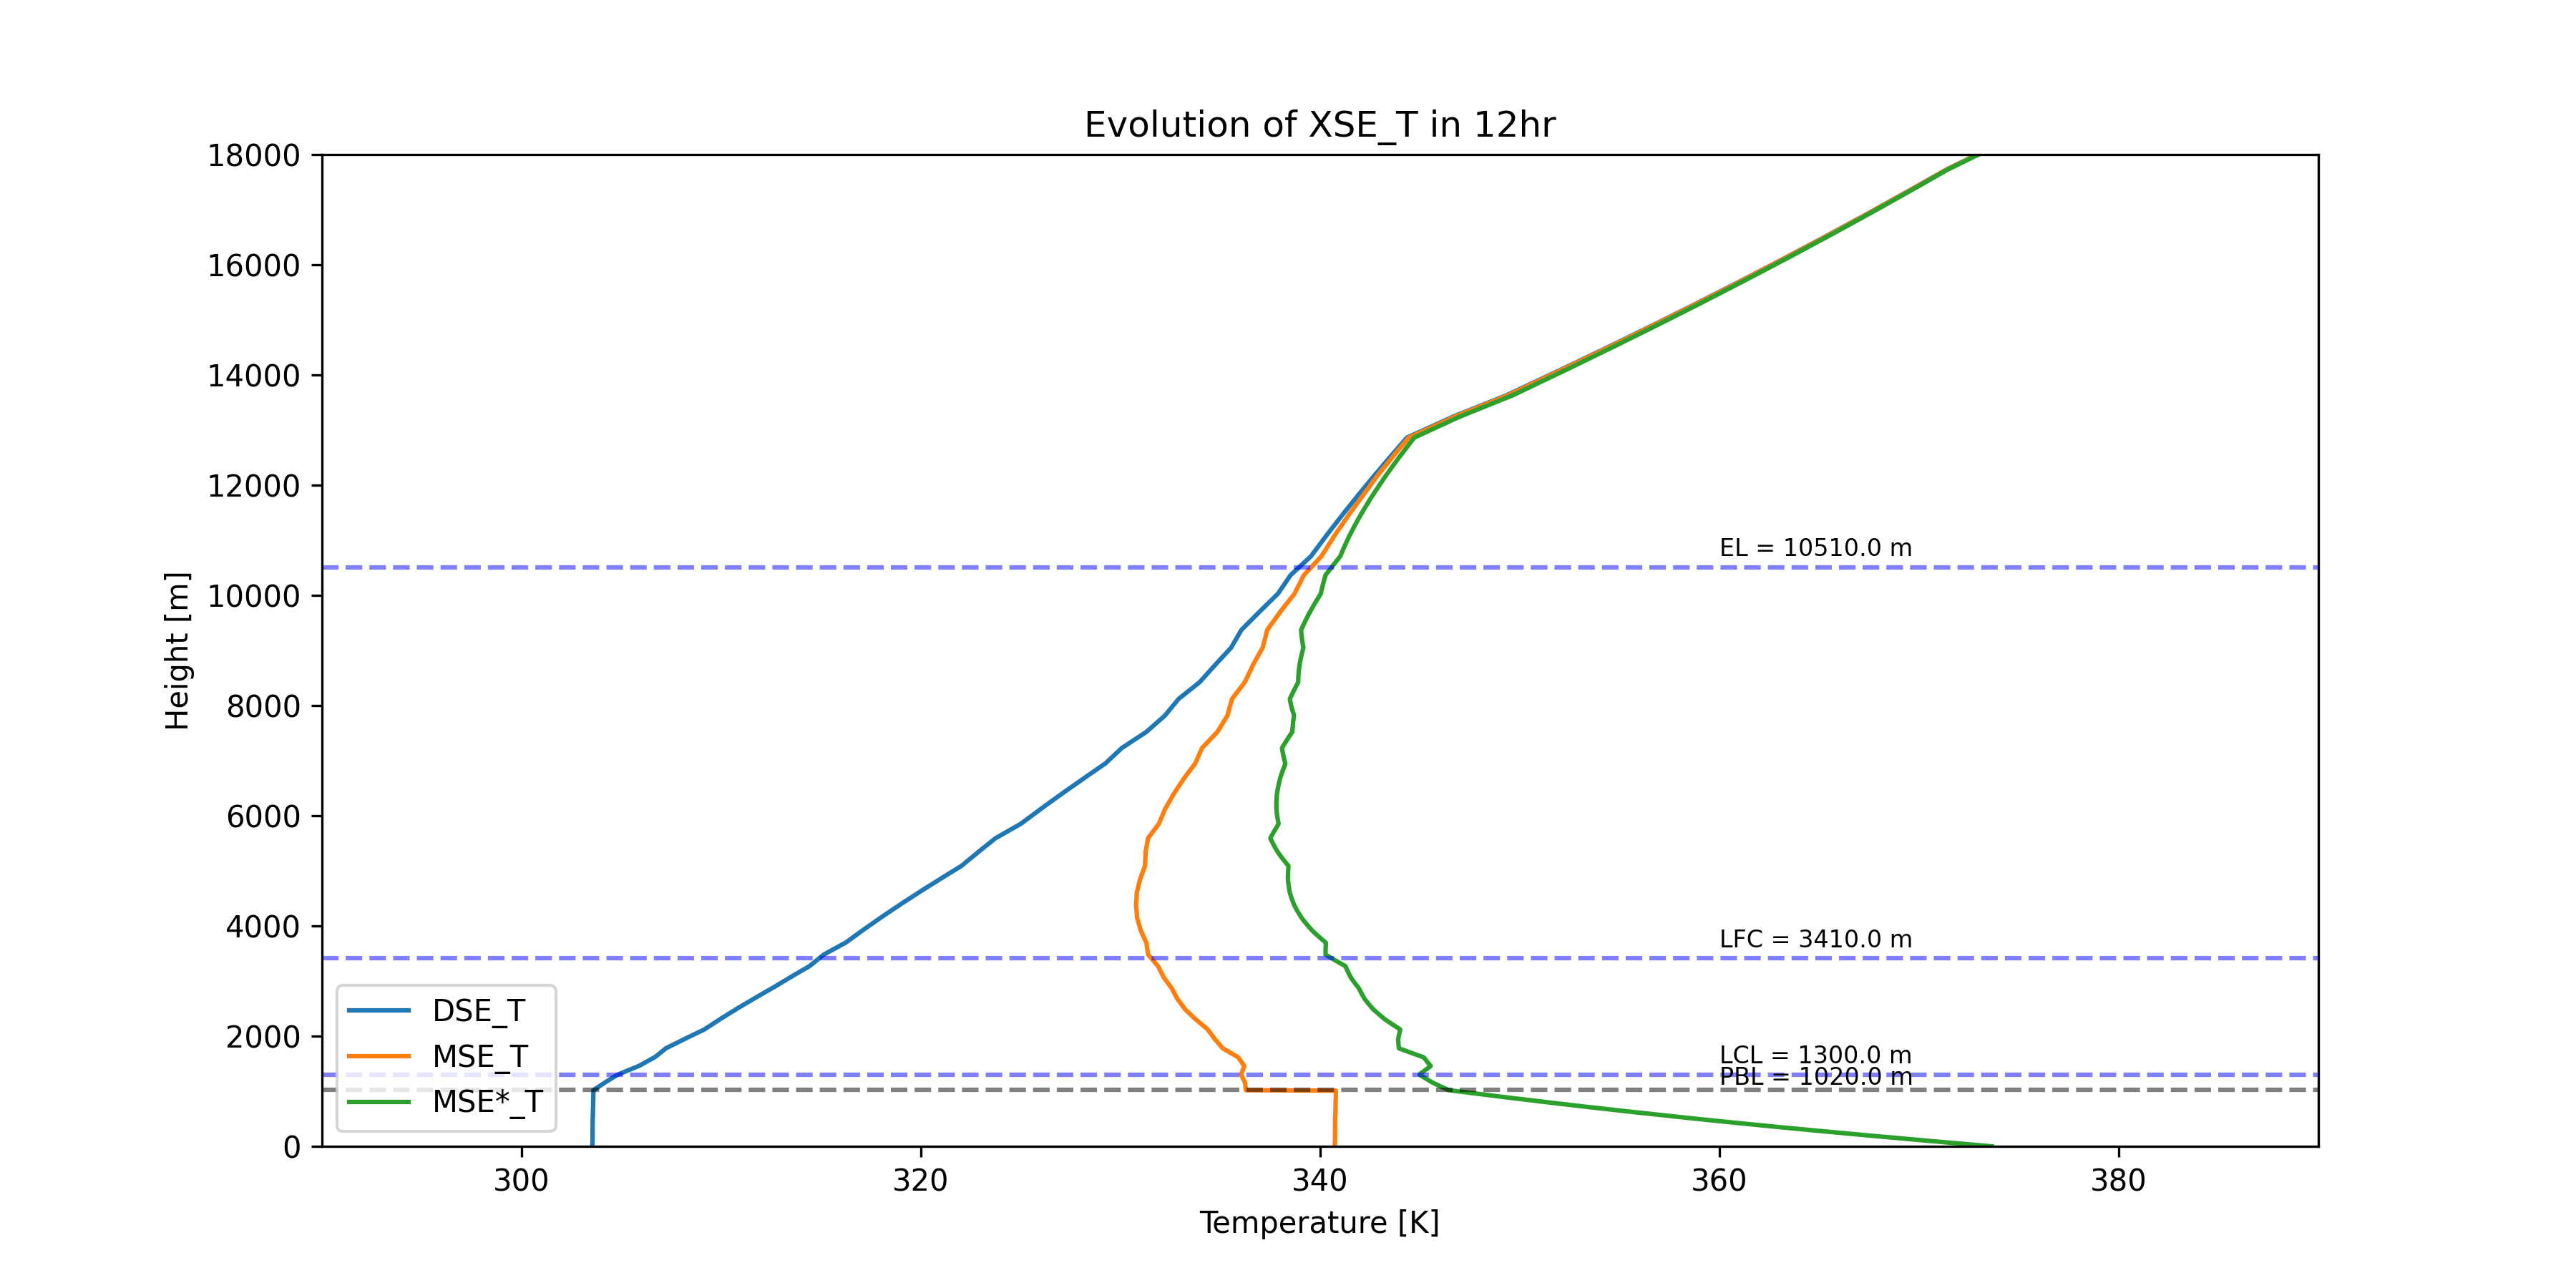 Evolution of XSE_T in 12hr
18000
16000
14000
12000
10000
8000
6000
4000
2000
0
Height [m]
EL = 10510.0 m
LFC = 3410.0 m
LCL = 1300.0 m
PBL = 1020.0 m
DSE_T
MSE_T
MSE*_T
300 320 340 360 380
Temperature [K]